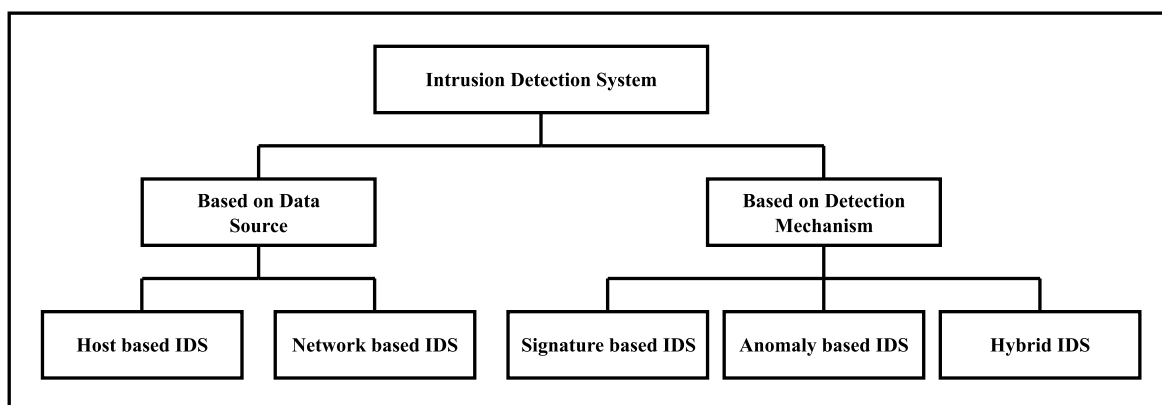 Intrusion Detection System
Based on Data
Source
Based on Detection
Mechanism
Host based IDS
Network based IDS
Signature based IDS
Anomaly based IDS
Hybrid IDS